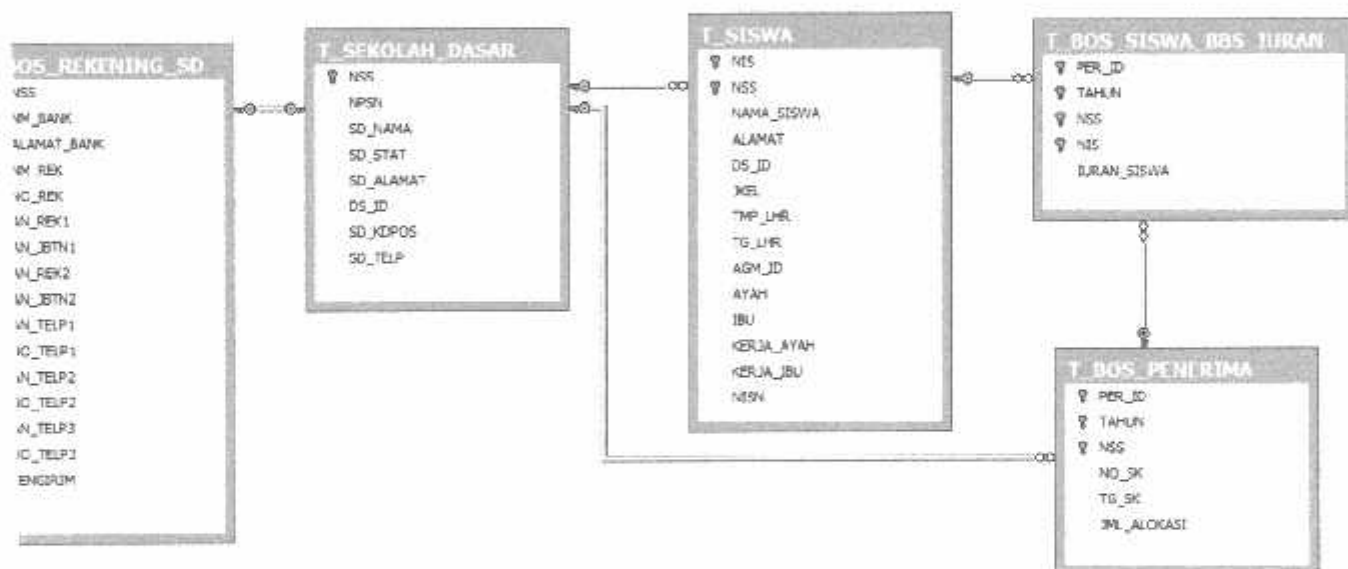 OS_REKENING_SD
NSS
NM_BANK
ALAMAT_BANK
NM_REK
NO_REK
AN_REK1
AN_JBTN1
AN_REK2
AN_JBTN2
AN_TELP1
NO_TELP1
AN_TELP2
NO_TELP2
AN_TELP3
NO_TELP3
ENGIRIM
T_SEKOLAH_DASAR
NSS
NPSN
SD_NAMA
SD_STAT
SD_ALAMAT
DS_ID
SD_KDPOS
SD_TELP
T_SISWA
NIS
NSS
NAMA_SISWA
ALAMAT
DS_ID
JKEL
TMP_LHR
TG_LHR
AGM_ID
AYAH
IBU
KERJA_AYAH
KERJA_IBU
NISN
T_BOS_SISWA_BBS_IURAN
PER_ID
TAHUN
NSS
NIS
IURAN_SISWA
T_BOS_PENERIMA
PER_ID
TAHUN
NSS
NO_SK
TG_SK
JML_ALOKASI